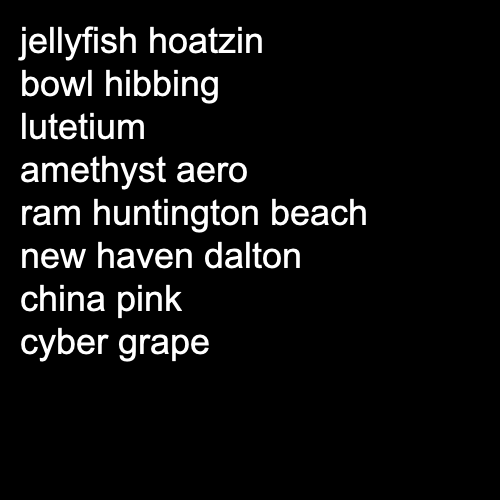 jellyfish hoatzin
bowl hibbing
lutetium
amethyst aero
ram huntington beach
new haven dalton
china pink
cyber grape